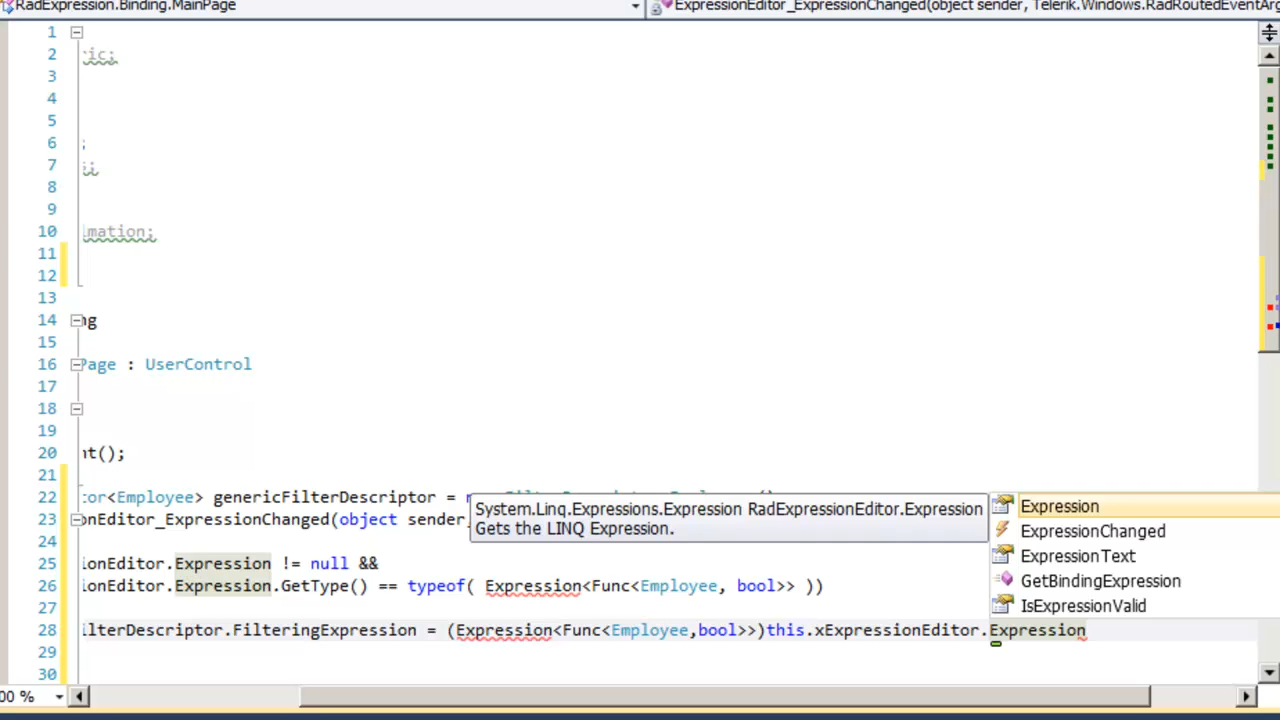 RadExpression.Binding.MainPage
ExpressionEditor_ExpressionChanged(object sender, Telerik.Windows.RadRoutedEventArg
1
2 ric;
3
4
5
6 ;
7 ;
8
9
10 mation;
11
12
13
14 ng
15
16 Page : UserControl
17
18
19
20 nt();
21
22 tor<Employee> genericFilterDescriptor =
23 onEditor_ExpressionChanged(object sender,
24
25 ionEditor.Expression != null &&
26 ionEditor.Expression.GetType() == typeof( Expression<Func<Employee, bool>> ))
27
28 ilterDescriptor.FilteringExpression = (Expression<Func<Employee,bool>>)this.xExpressionEditor.Expression
29
30
System.Linq.Expressions.Expression RadExpressionEditor.Expression
Gets the LINQ Expression.
Expression
ExpressionChanged
ExpressionText
GetBindingExpression
IsExpressionValid
00 %